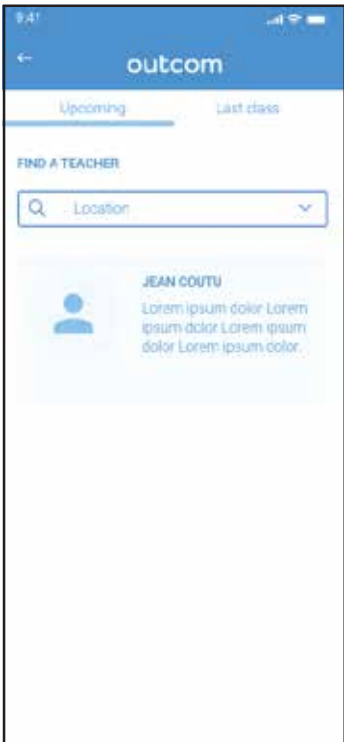 9:41
outcom
Upcoming
Last class
FIND A TEACHER
Location
JEAN COUTU
Lorem ipsum dolor Lorem
ipsum dolor Lorem ipsum
dolor Lorem ipsum dolor.